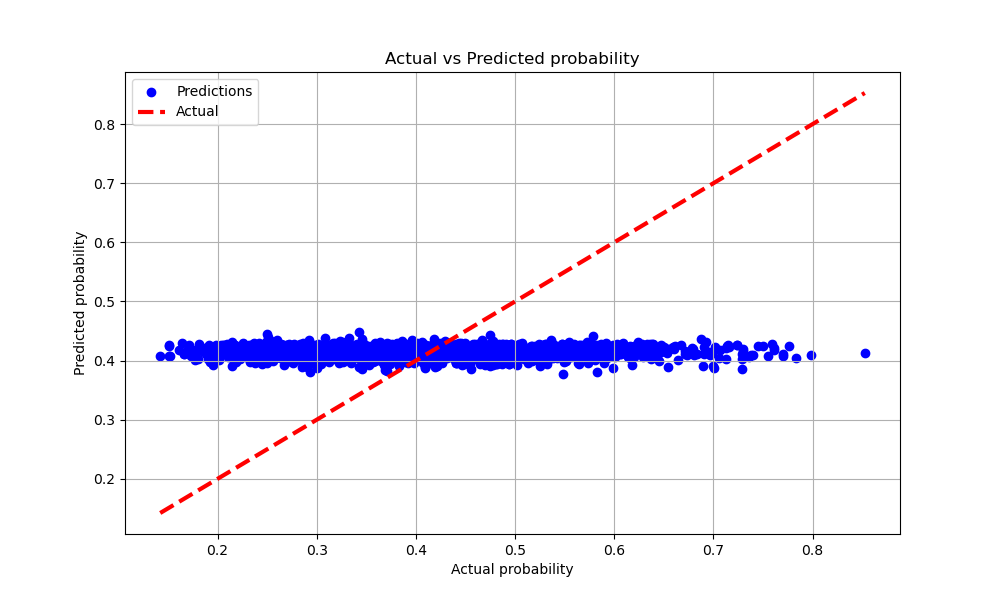 Actual vs Predicted probability
Predictions
Actual
0.8
0.7
0.6
0.5
0.4
0.3
0.2
Predicted probability
0.2 0.3 0.4 0.5 0.6 0.7 0.8
Actual probability